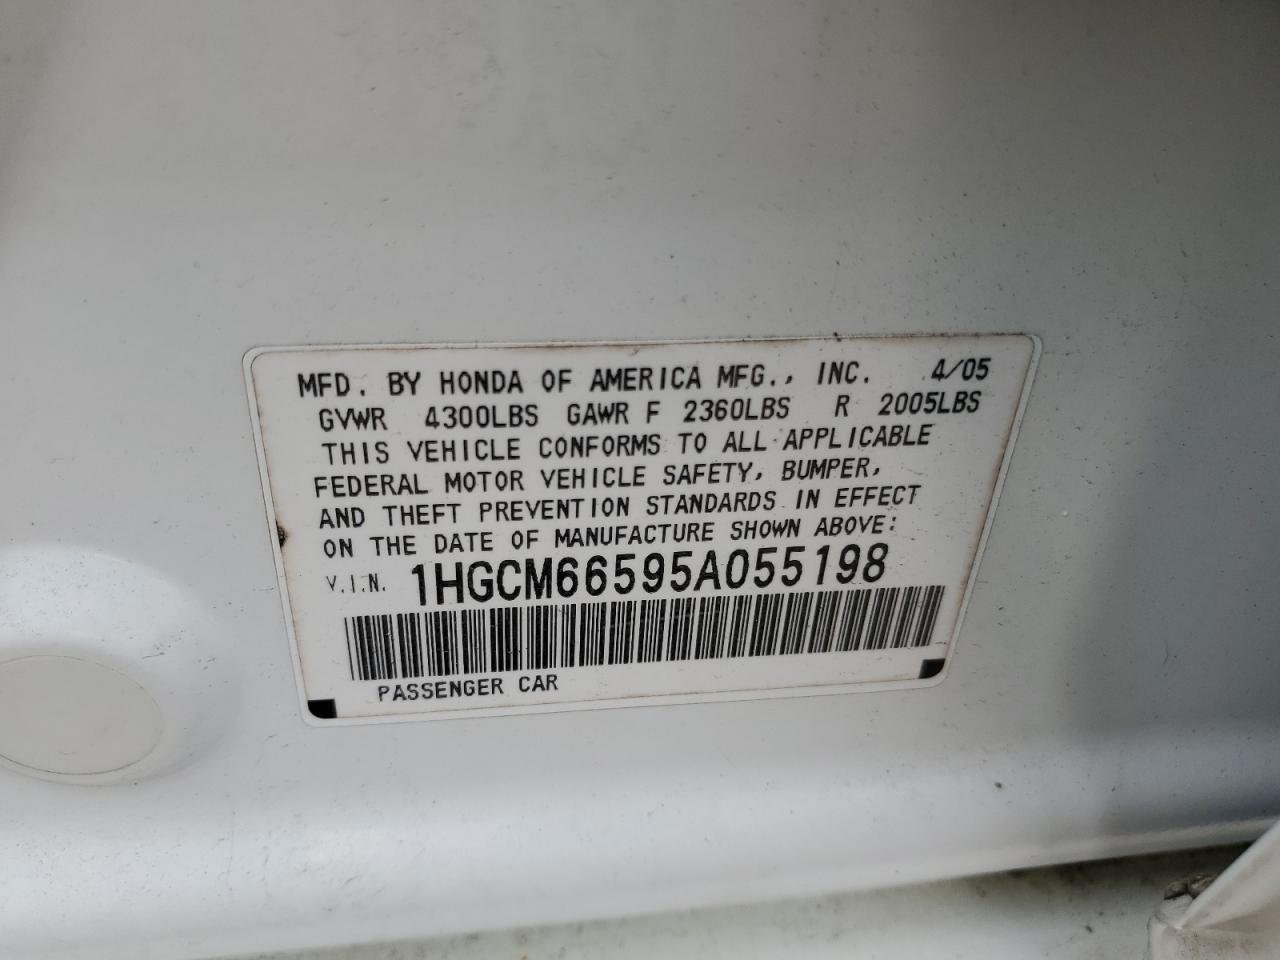 MFD. BY HONDA OF AMERICA MFG., INC. 4/05
GVWR 4300LBS GAWR F 2360LBS R 2005LBS
THIS VEHICLE CONFORMS TO ALL APPLICABLE
FEDERAL MOTOR VEHICLE SAFETY, BUMPER,
AND THEFT PREVENTION STANDARDS IN EFFECT
ON THE DATE OF MANUFACTURE SHOWN ABOVE:
V.I.N. 1HGCM66595A055198
PASSENGER CAR